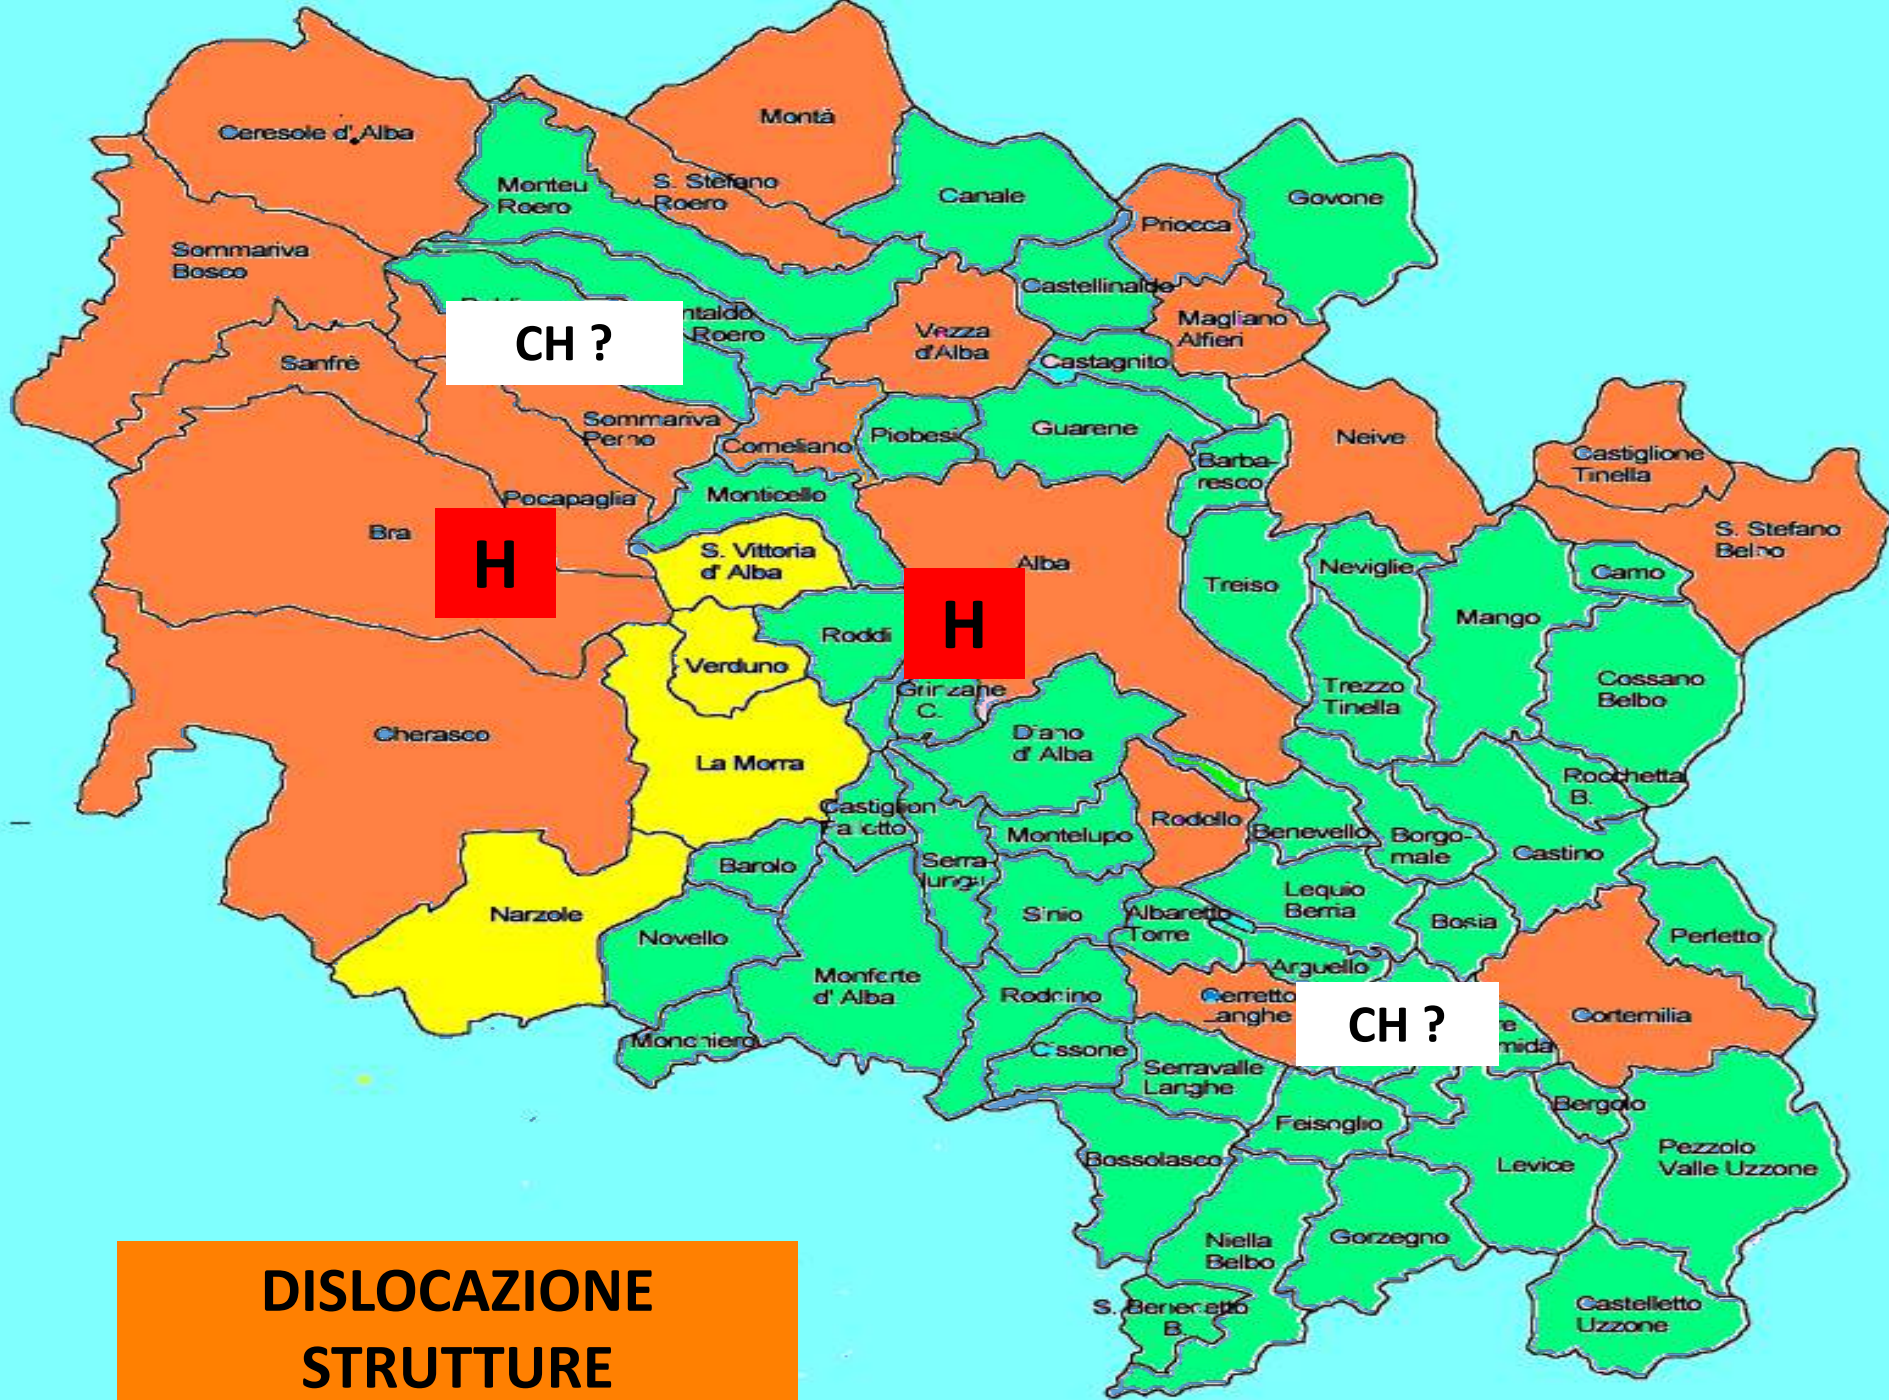 Montà
Ceresole d' Alba
Monteu
Roero
S. Stefano
Roero
Canale
Govone
Priocca
Sommariva
Bosco
Castellinaldo
ntaldo
Roero
Vezza
d'Alba
Magliano
Alfieri
CH ?
Sanfrè
Castagnito
Sommariva
Perno
Corneliano
Piobesi
Guarene
Neive
Barba-
resco
Castiglione
Tinella
Pocapaglia
Monticello
Bra
H
S. Vittoria
d' Alba
Alba
S. Stefano
Belbo
Treiso
Neviglie
Camo
Mango
Roddi
H
Verduno
Grinzane
C.
Trezzo
Tinella
Cossano
Belbo
Cherasco
Diano
d' Alba
La Morra
Rocchetta
B.
Castiglion
Falletto
Montelupo
Rodello
Benevello
Borgo-
male
Castino
Barolo
Serra-
lunga
Lequio
Berria
Narzole
Novello
Sinio
Albaretto
Torre
Bosia
Perletto
Arguello
Monforte
d' Alba
Rodcino
Cerretto
Langhe
CH ?
re
mida
Cortemilia
Monchiero
Cissone
Serravalle
Langhe
Feisoglio
Bergolo
Bossolasco
Levice
Pezzolo
Valle Uzzone
Niella
Belbo
Gorzegno
S. Benedetto
B.
Castelletto
Uzzone
DISLOCAZIONE
STRUTTURE